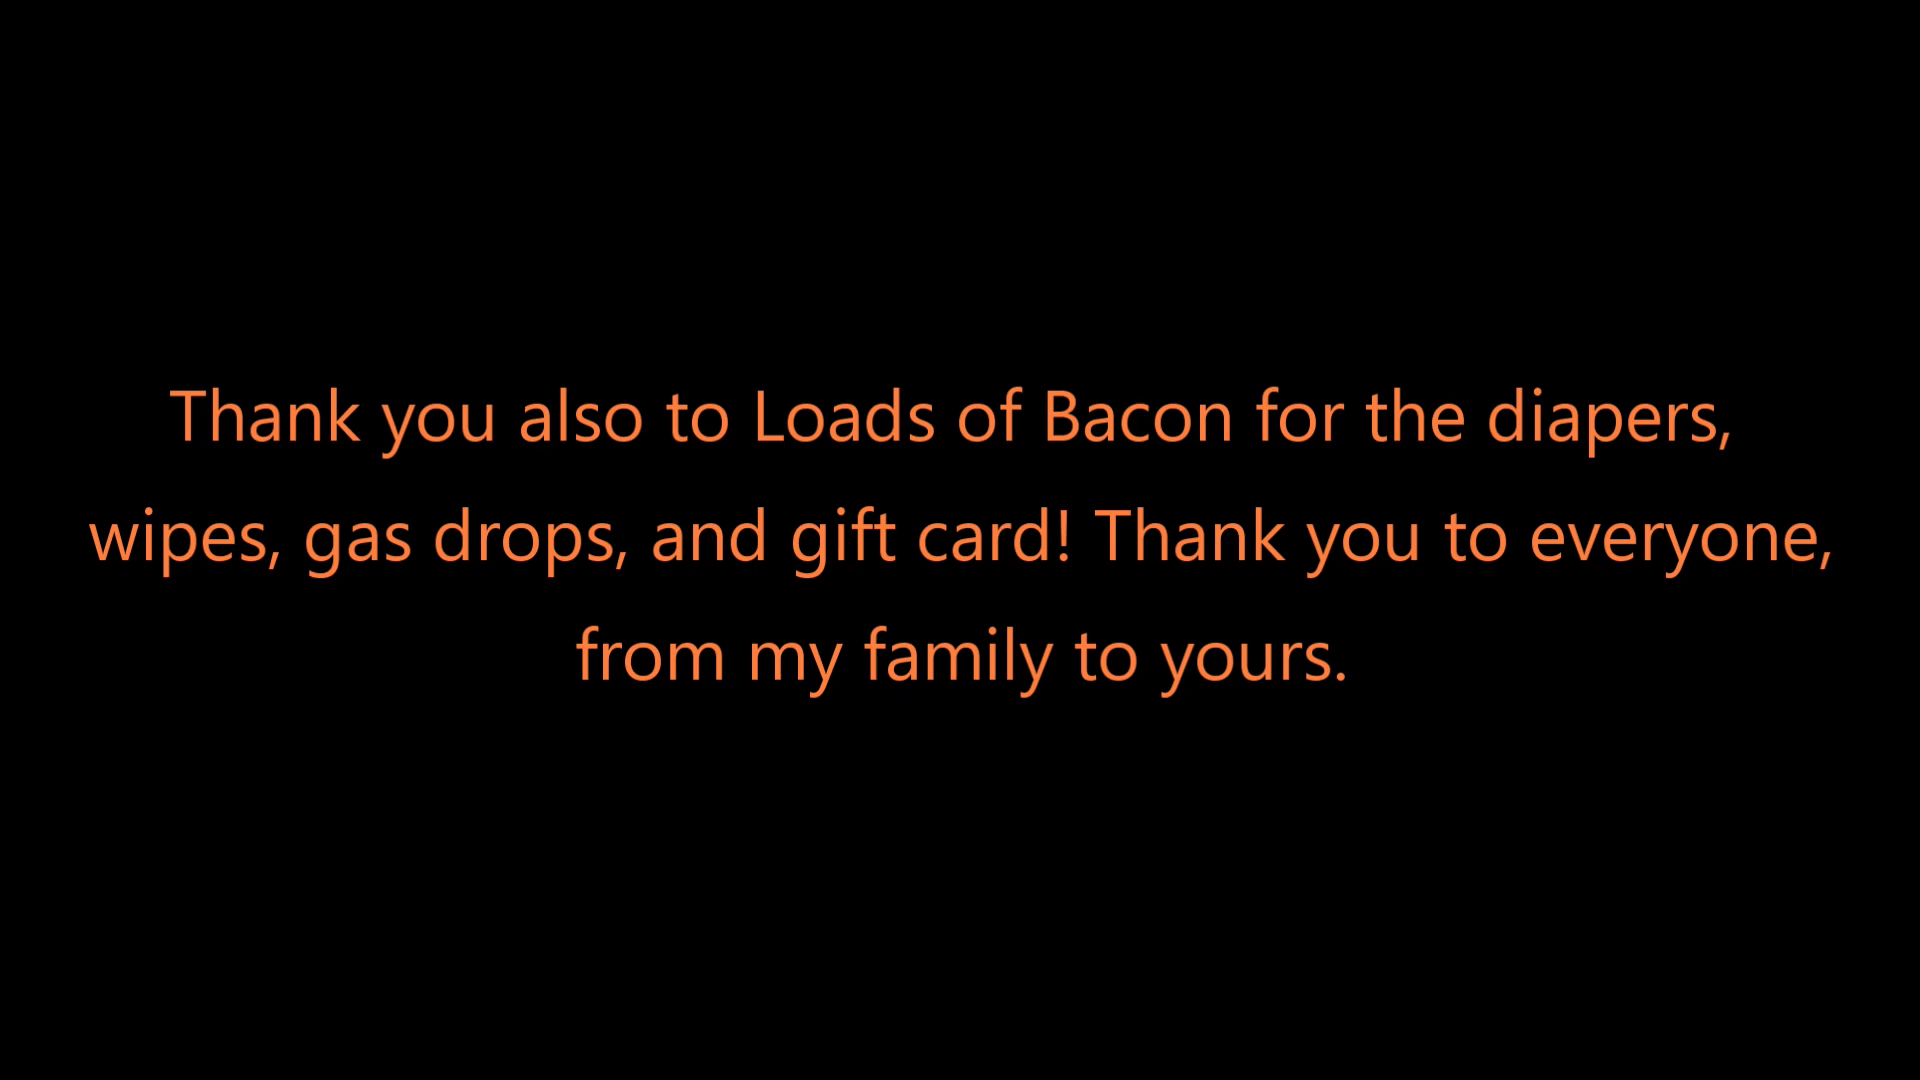 Thank you also to Loads of Bacon for the diapers,
wipes, gas drops, and gift card! Thank you to everyone,
from my family to yours.